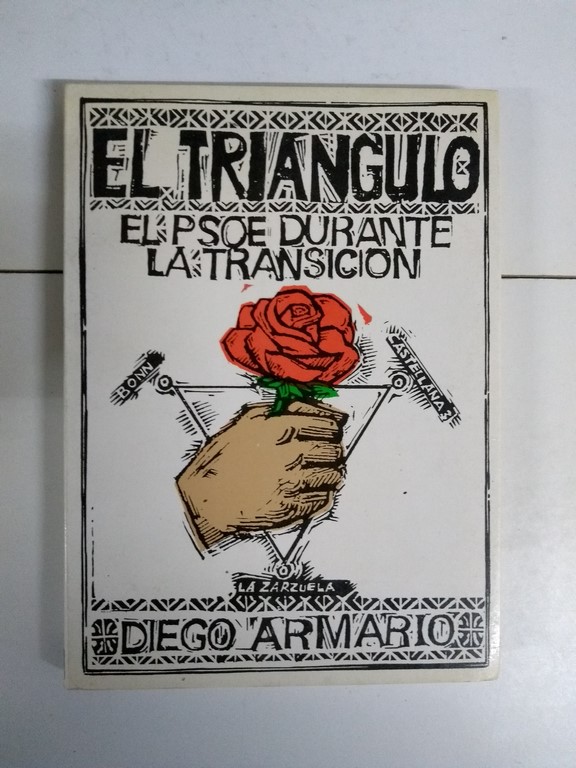 EL TRIANGULO
EL PSOE DURANTE
LA TRANSICION
BONN
CASTELLANA 3
LA ZARZUELA
DIEGO ARMARIO